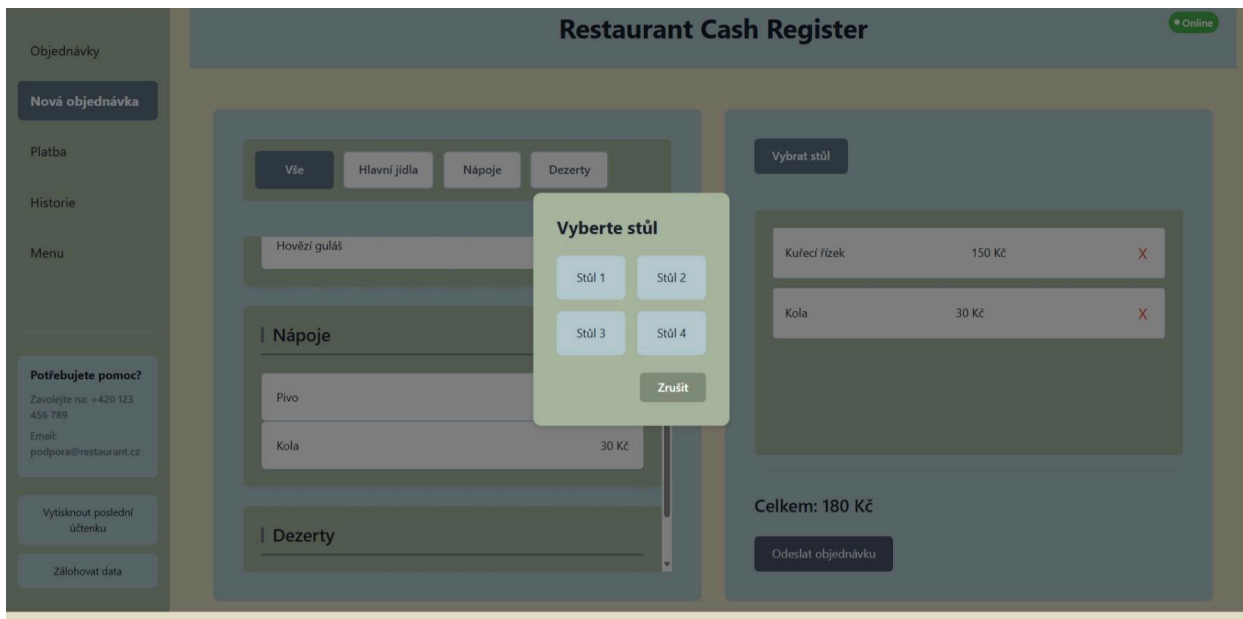 Restaurant Cash Register
Online
Objednávky
Nová objednávka
Platba
Historie
Menu
Potřebujete pomoc?
Zavolejte na: +420 123
456 789
Email:
podpora@restaurant.cz
Vytisknout poslední
účtenku
Zálohovat data
Vše
Hlavní jídla
Nápoje
Dezerty
Hovězí guláš
Nápoje
Pivo
Kola 30 Kč
Dezerty
Vyberte stůl
Stůl 1 Stůl 2
Stůl 3 Stůl 4
Zrušit
Vybrat stůl
Kuřecí řízek 150 Kč X
Kola 30 Kč X
Celkem: 180 Kč
Odeslat objednávku